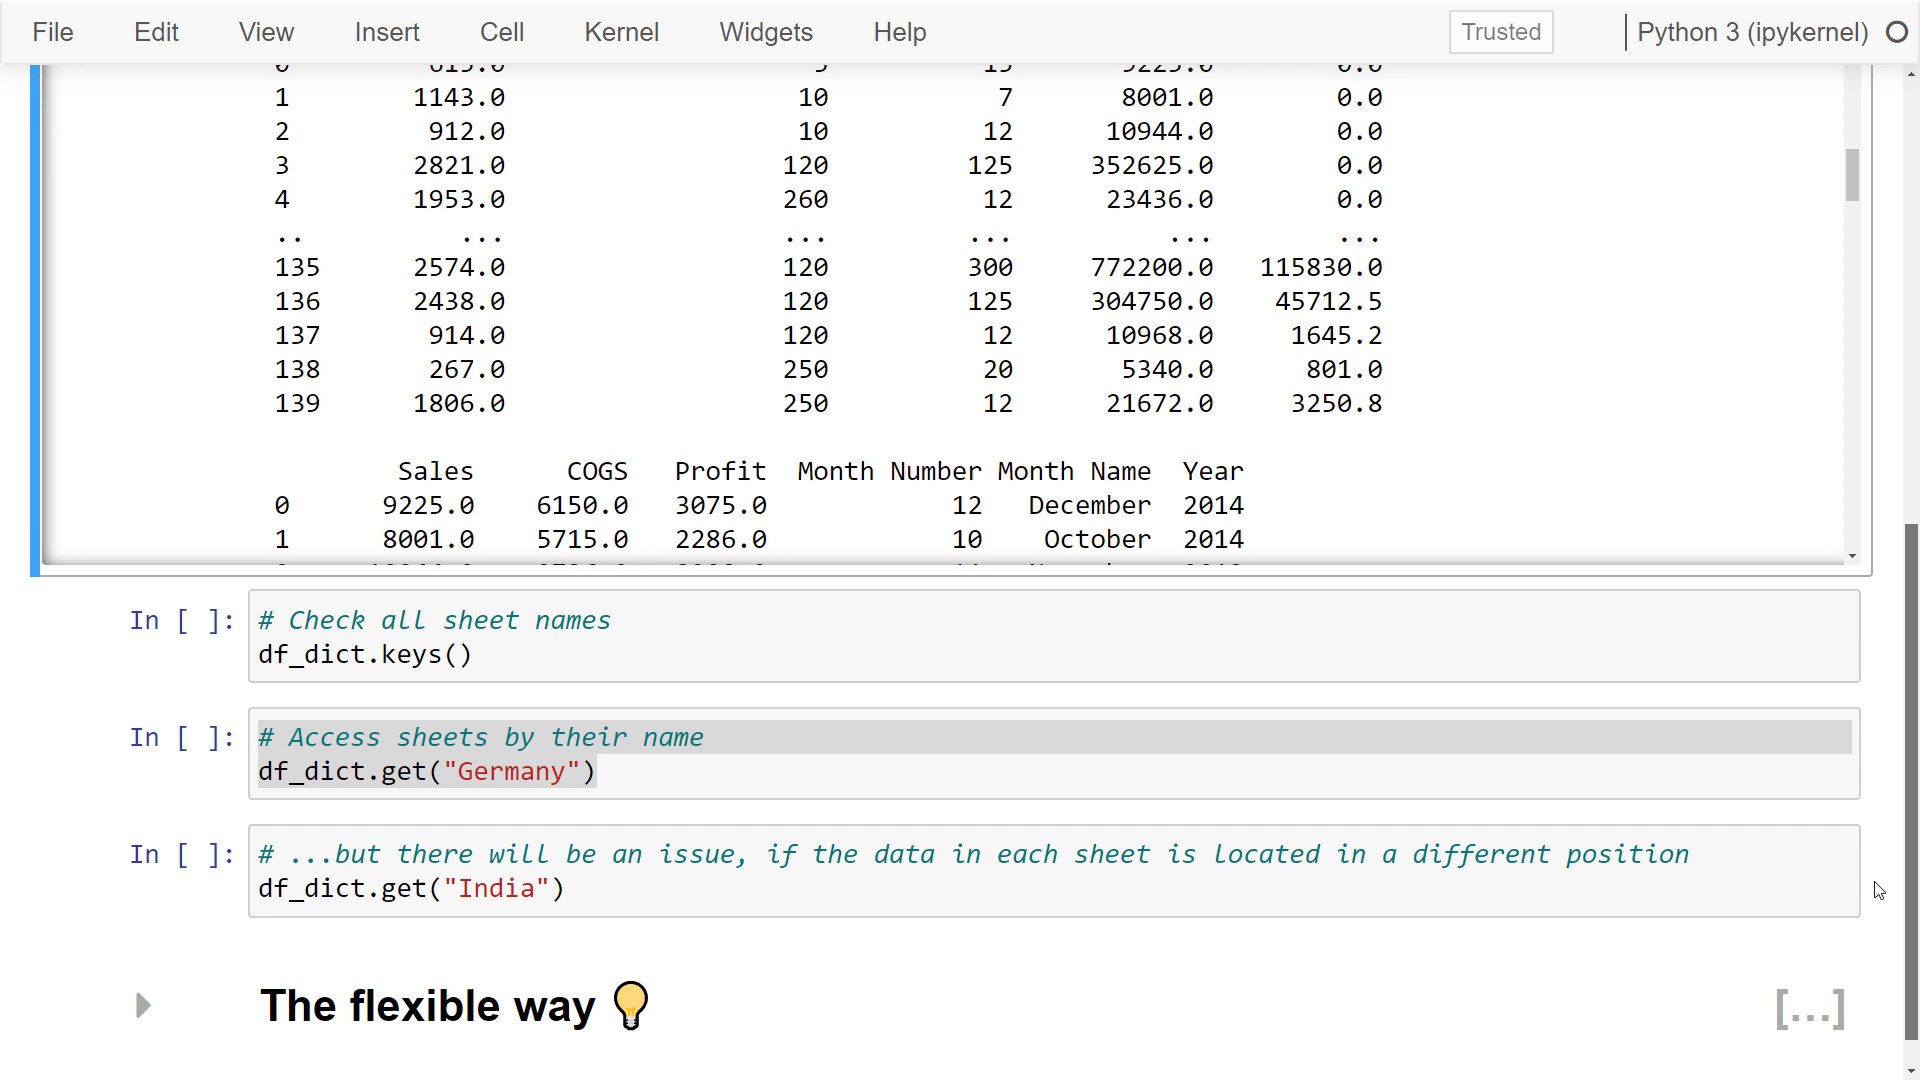 File Edit View Insert Cell Kernel Widgets Help Trusted Python 3 (ipykernel)
1 1143.0 10 7 8001.0 0.0
2 912.0 10 12 10944.0 0.0
3 2821.0 120 125 352625.0 0.0
4 1953.0 260 12 23436.0 0.0
.. ... ... ... ... ...
135 2574.0 120 300 772200.0 115830.0
136 2438.0 120 125 304750.0 45712.5
137 914.0 120 12 10968.0 1645.2
138 267.0 250 20 5340.0 801.0
139 1806.0 250 12 21672.0 3250.8
Sales COGS Profit Month Number Month Name Year
0 9225.0 6150.0 3075.0 12 December 2014
1 8001.0 5715.0 2286.0 10 October 2014
In [ ]: # Check all sheet names
df_dict.keys()
In [ ]: # Access sheets by their name
df_dict.get("Germany")
In [ ]: # ...but there will be an issue, if the data in each sheet is located in a different position
df_dict.get("India")
The flexible way 💡 [...]